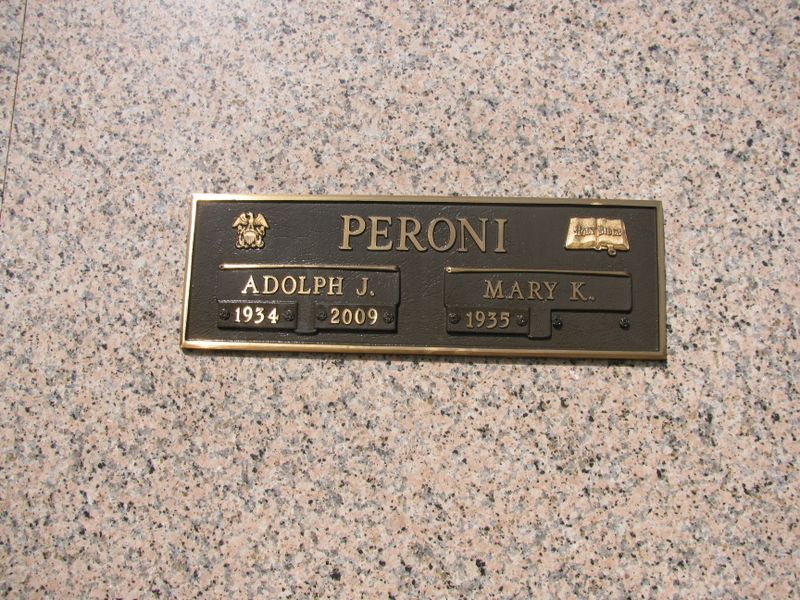 PERONI
HOLY BIBLE
ADOLPH J.
MARY K.
1934 2009
1935